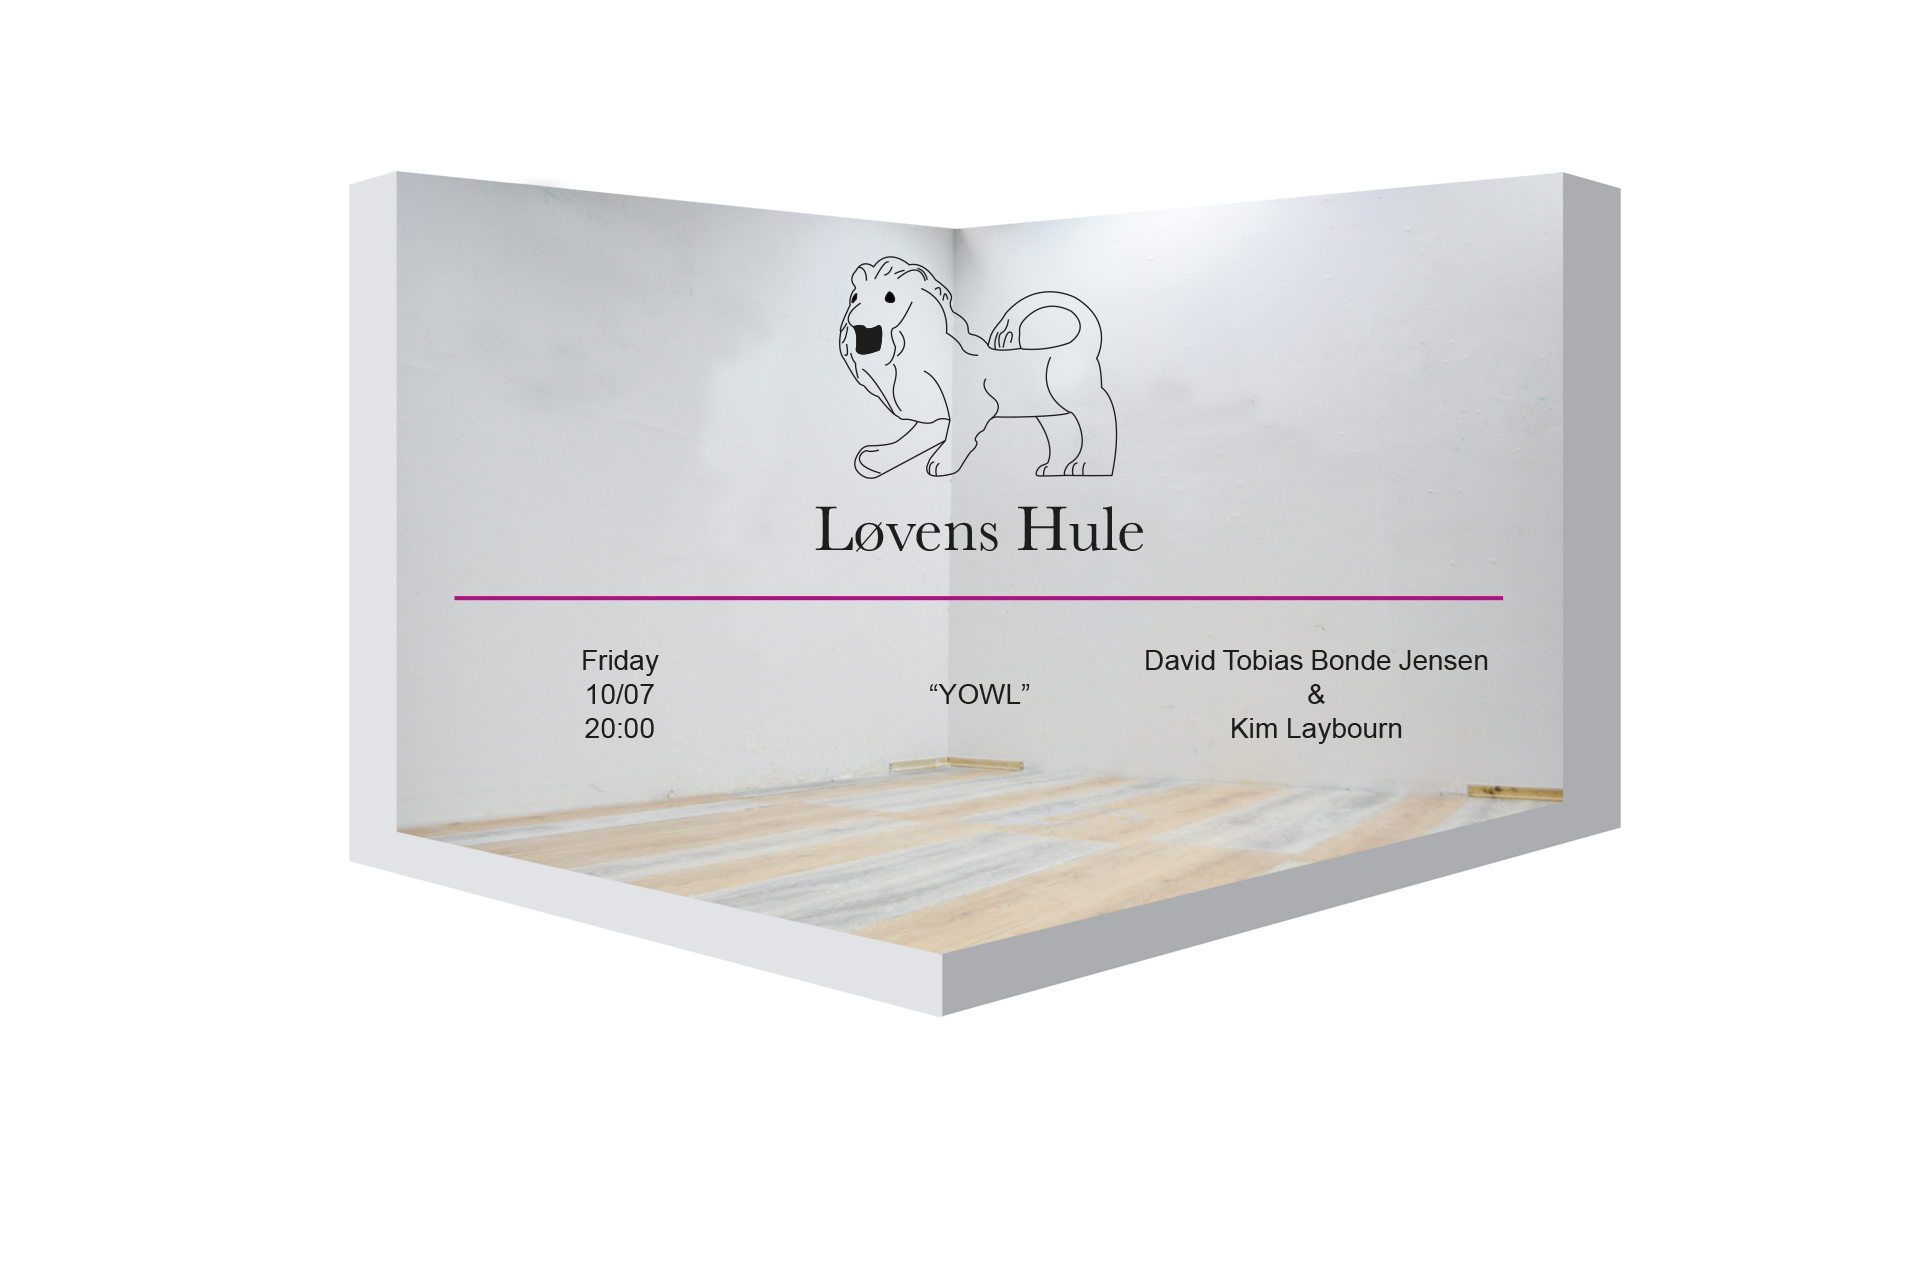 Løvens Hule
Friday
10/07
20:00
“YOWL”
David Tobias Bonde Jensen
&
Kim Laybourn